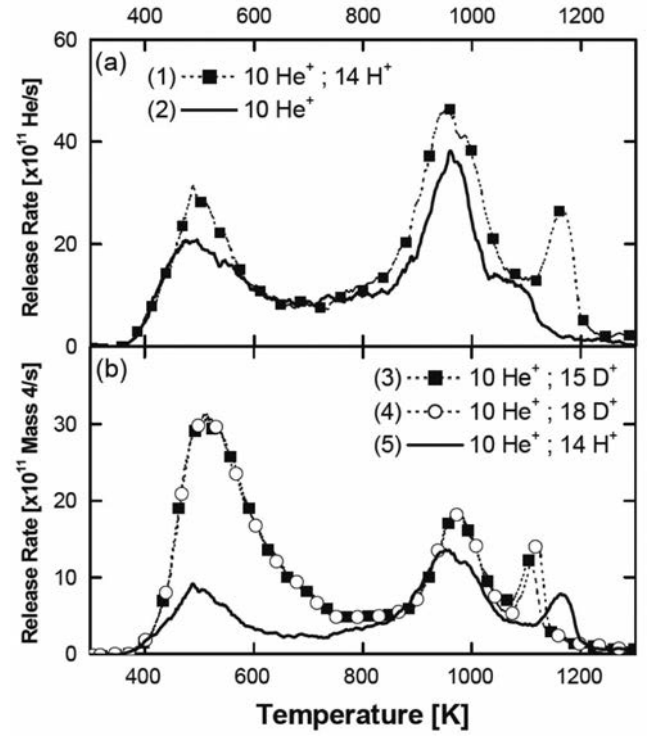 400 600 800 1000 1200
60
(a)
(1) 10 He+ ; 14 H+
(2) 10 He+
40
20
0
Release Rate [x10¹¹ He/s]
(b)
(3) 10 He+ ; 15 D+
(4) 10 He+ ; 18 D+
(5) 10 He+ ; 14 H+
30
20
10
0
Release Rate [x10¹¹ Mass 4/s]
400 600 800 1000 1200
Temperature [K]